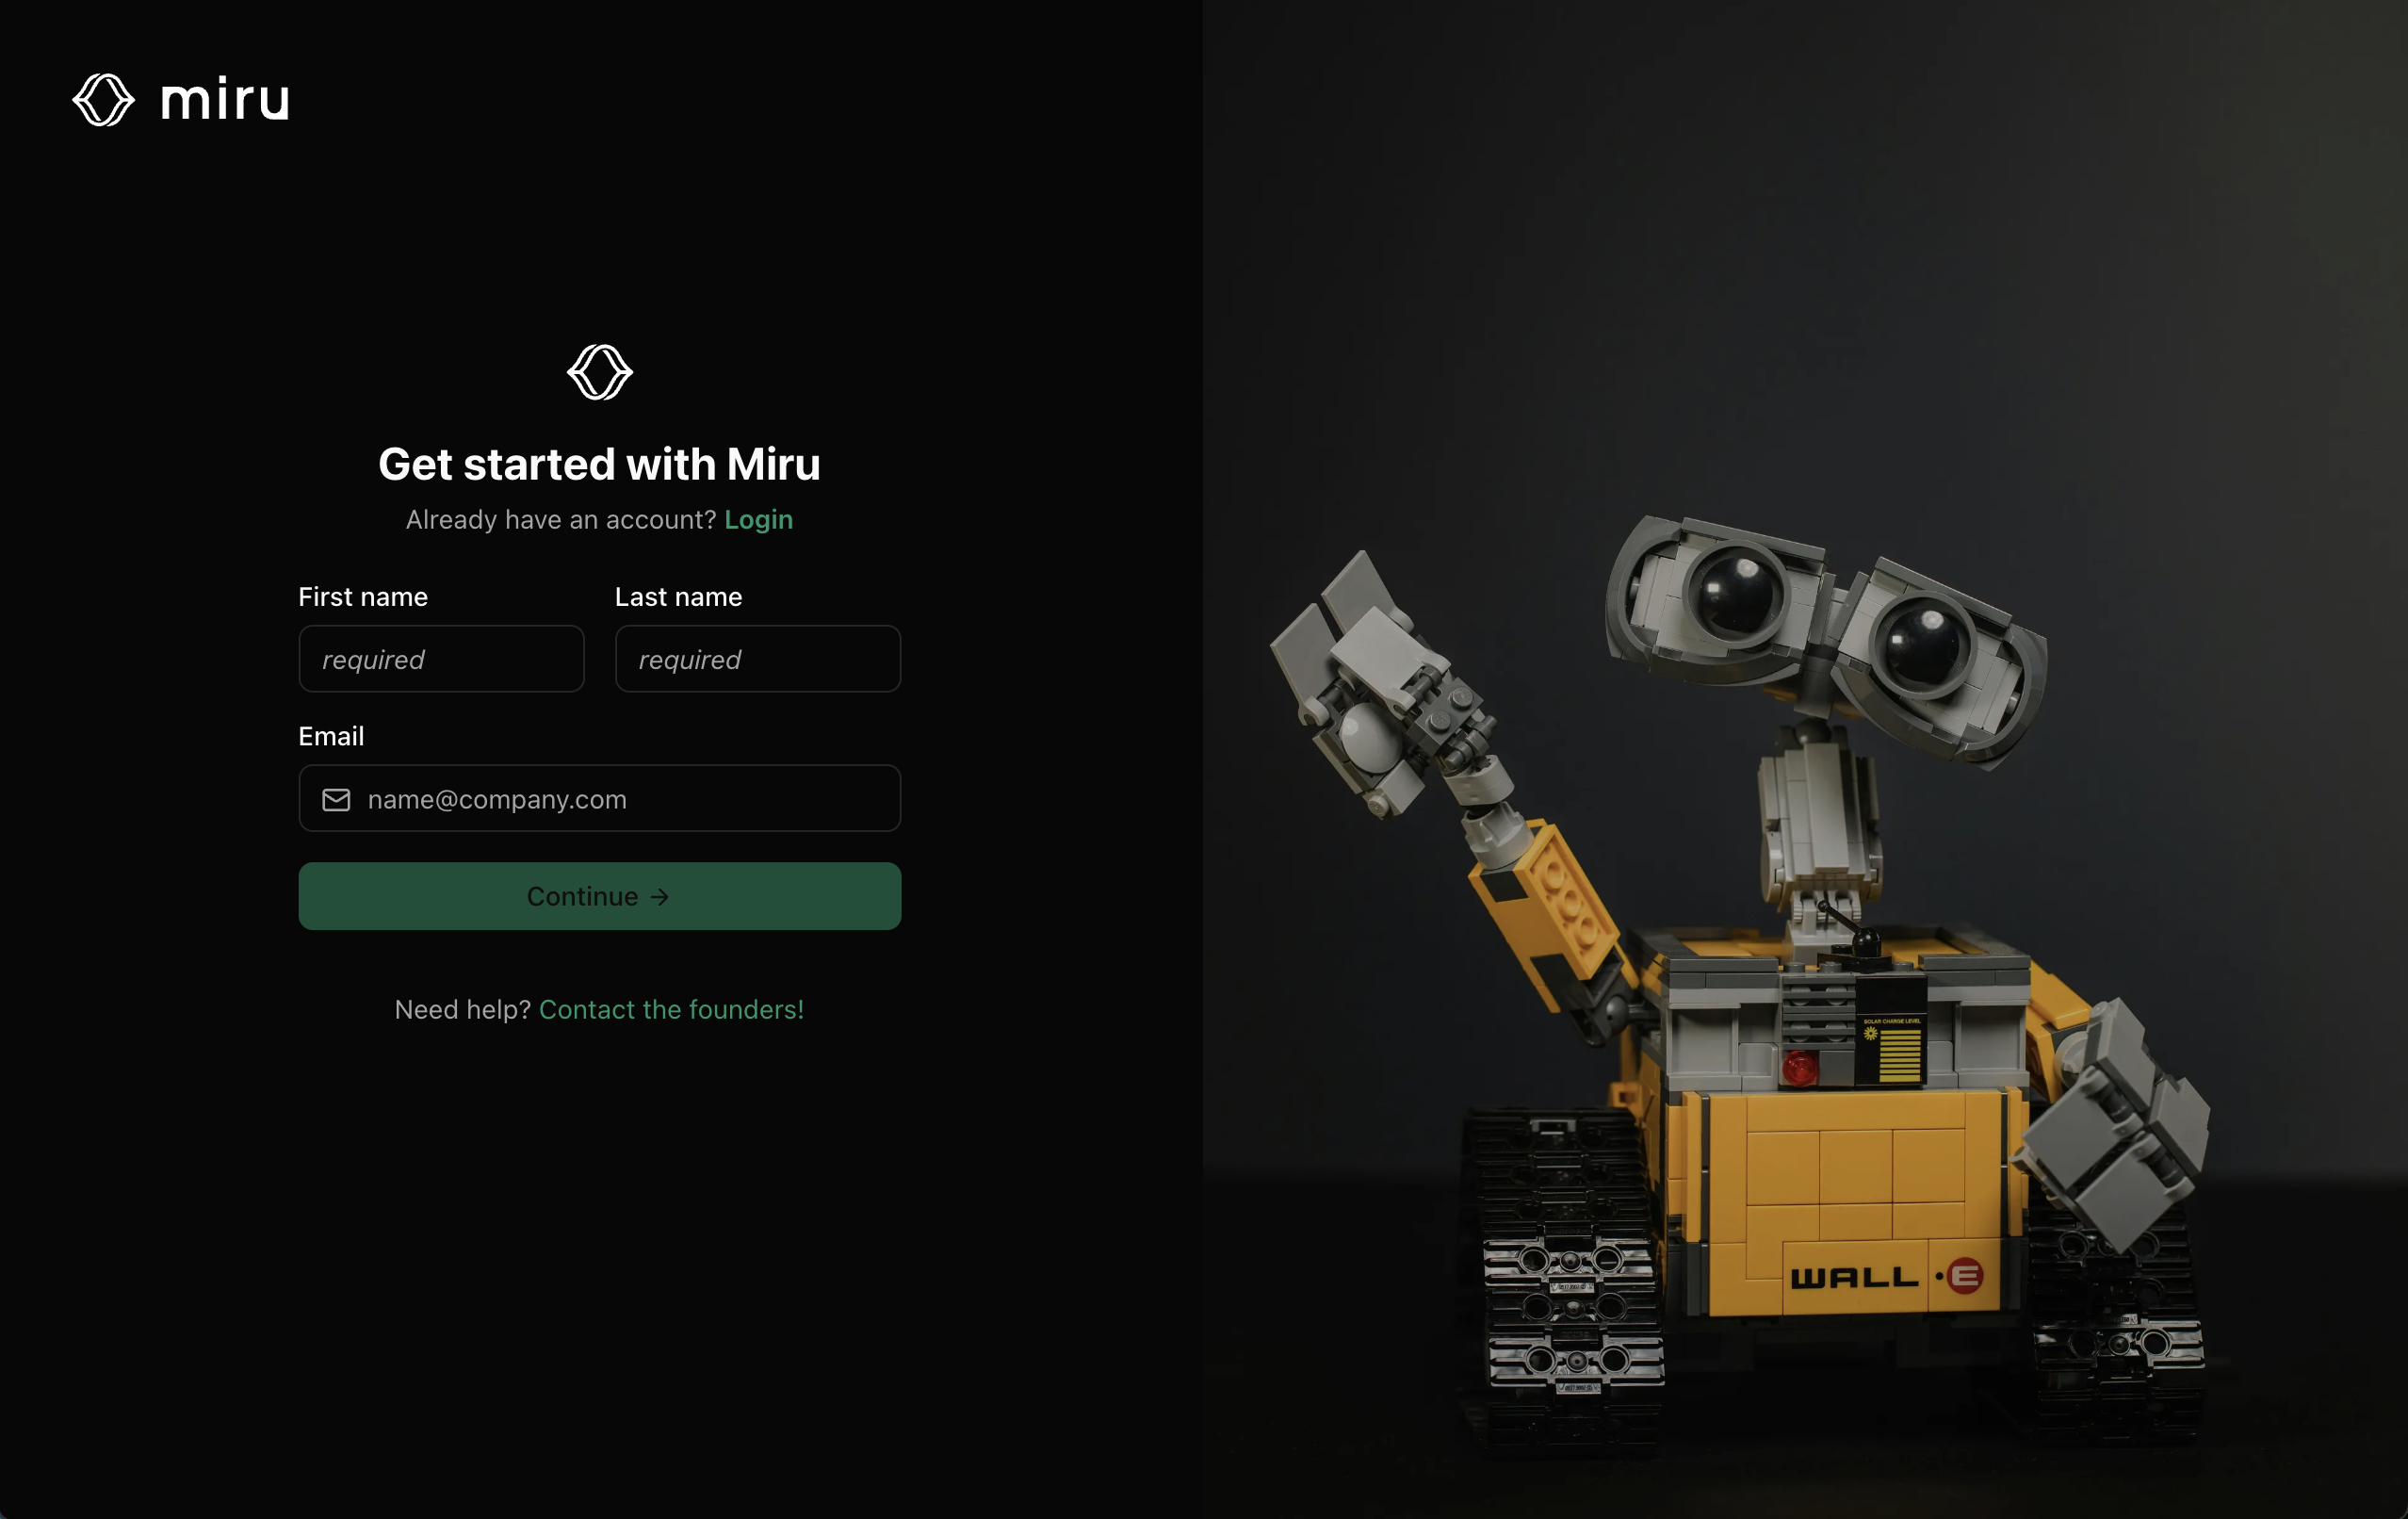 miru
Get started with Miru
Already have an account? Login
First name
Last name
required
required
Email
name@company.com
Continue →
Need help? Contact the founders!
SOLAR CHARGE LEVEL
WALL•E